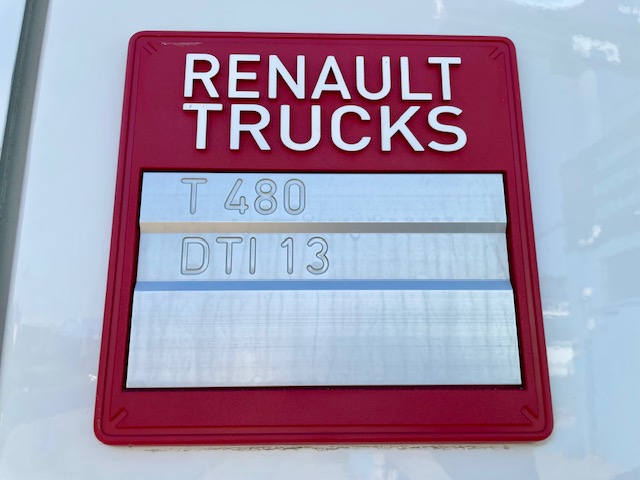 RENAULT
TRUCKS
T 480
DTI 13